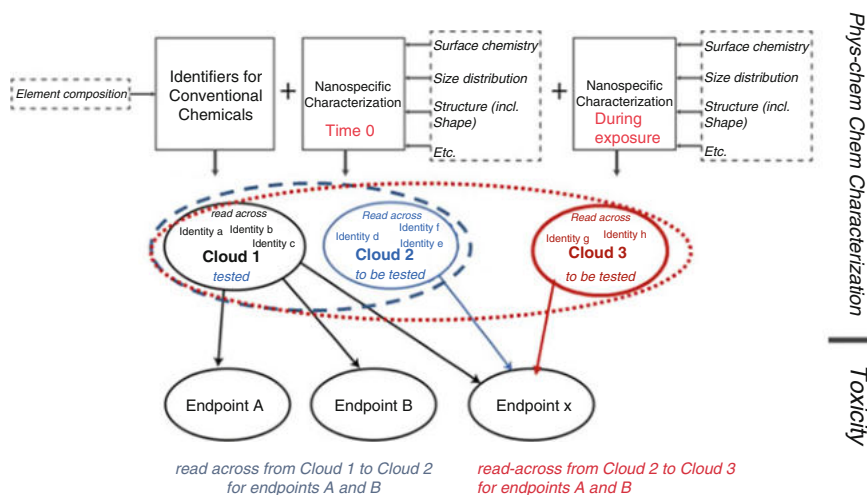 Element composition
Identifiers for
Conventional
Chemicals
+
Nanospecific
Characterization
Time 0
Surface chemistry
Size distribution
Structure (incl.
Shape)
Etc.
+
Nanospecific
Characterization
During
exposure
Surface chemistry
Size distribution
Structure (incl.
Shape)
Etc.
Phys-chem Chem Characterization
read across
Identity a
Identity b
Identity c
Cloud 1
tested
Read across
Identity f
Identity d
Identity e
Cloud 2
to be tested
Read across
Identity g
Identity h
Cloud 3
to be tested
Endpoint A
Endpoint B
Endpoint x
Toxicity
read across from Cloud 1 to Cloud 2
for endpoints A and B
read-across from Cloud 2 to Cloud 3
for endpoints A and B